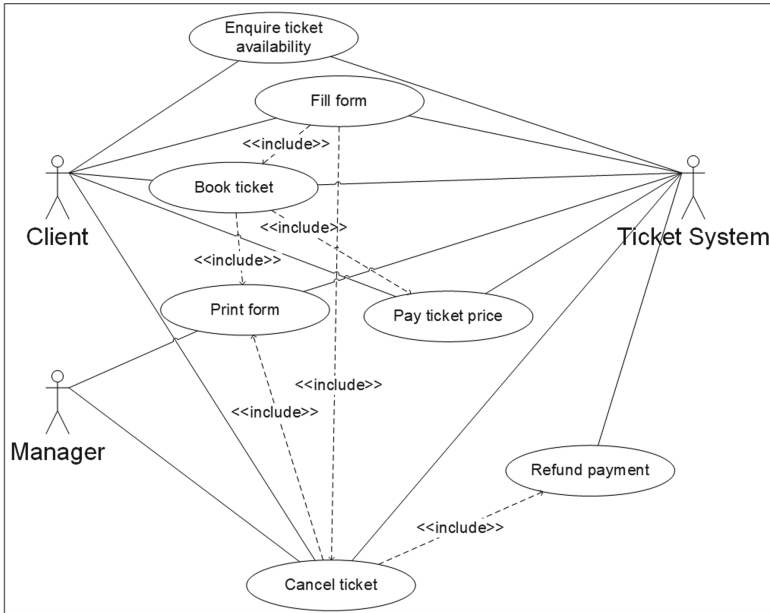 Enquire ticket
availability
Fill form
<<include>>
Book ticket
<<include>>
Client
Ticket System
<<include>>
Print form
Pay ticket price
<<include>>
<<include>>
Manager
Refund payment
<<include>>
Cancel ticket